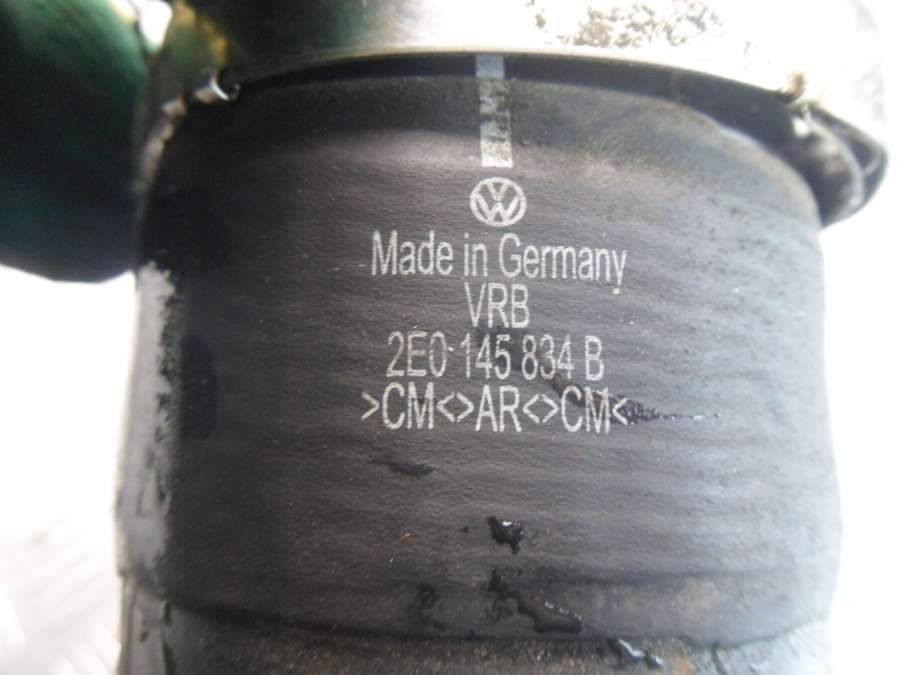 Made in Germany
VRB
2E0 145 834 B
>CM<>AR<>CM<